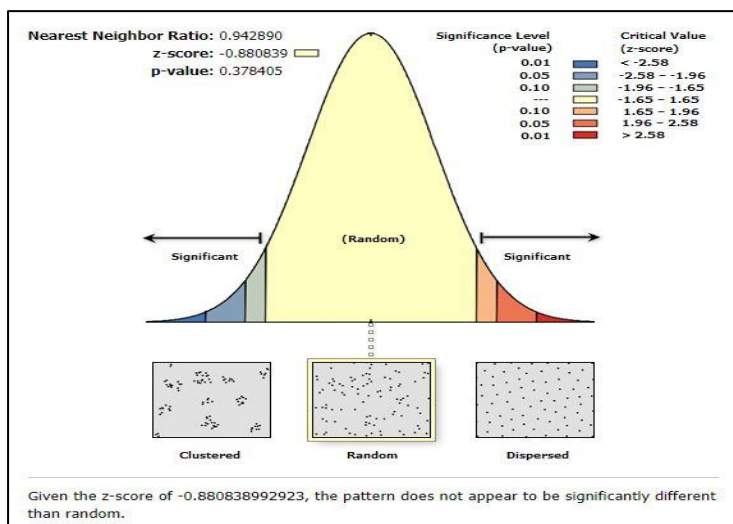 Nearest Neighbor Ratio: 0.942890
z-score: -0.880839
p-value: 0.378405
Significance Level
(p-value)
Critical Value
(z-score)
0.01 < -2.58
0.05 -2.58 – -1.96
0.10 -1.96 – -1.65
--- -1.65 – 1.65
0.10 1.65 – 1.96
0.05 1.96 – 2.58
0.01 > 2.58
(Random)
Significant
Significant
Clustered
Random
Dispersed
Given the z-score of -0.880838992923, the pattern does not appear to be significantly different
than random.